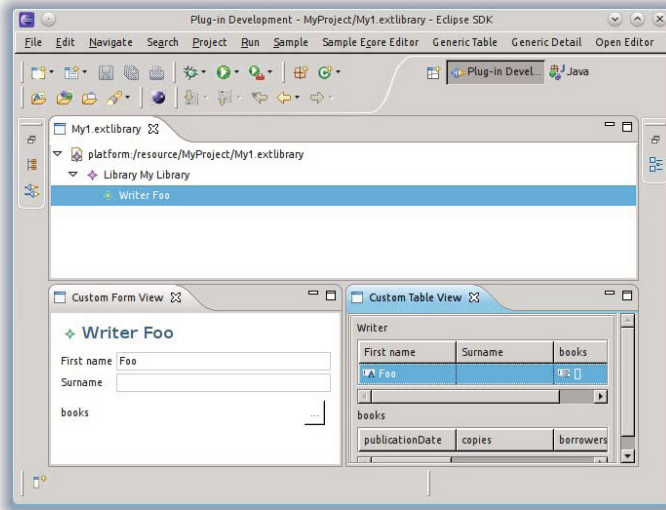 Plug-in Development - MyProject/My1.extlibrary - Eclipse SDK
File Edit Navigate Search Project Run Sample Sample Ecore Editor Generic Table Generic Detail Open Editor
Plug-in Devel... Java
My1.extlibrary
platform:/resource/MyProject/My1.extlibrary
Library My Library
Writer Foo
Custom Form View
Writer Foo
First name Foo
Surname
books ...
Custom Table View
Writer
First name Surname books
Foo []
books
publicationDate copies borrowers